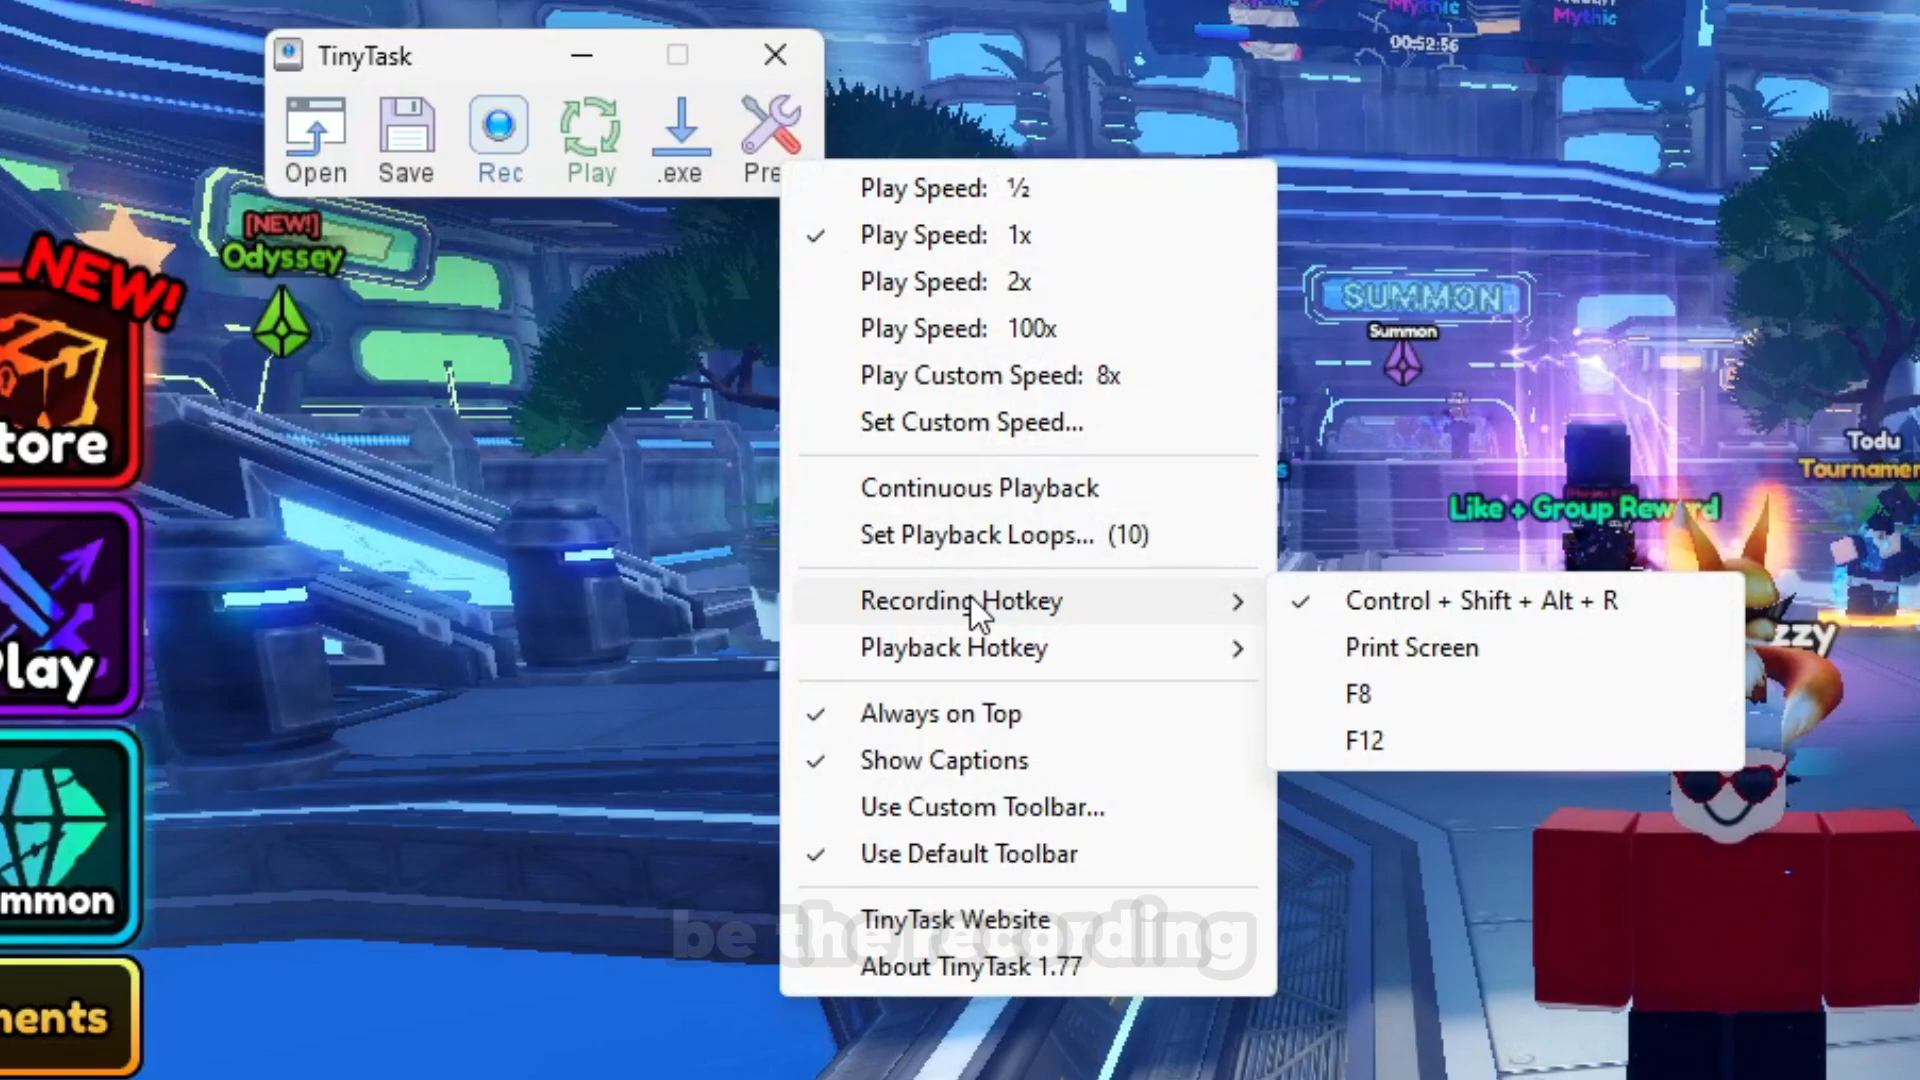 TinyTask
Open Save Rec Play .exe Pre
Play Speed: ½
Play Speed: 1x
Play Speed: 2x
Play Speed: 100x
Play Custom Speed: 8x
Set Custom Speed...
Continuous Playback
Set Playback Loops... (10)
Recording Hotkey
Playback Hotkey
Always on Top
Show Captions
Use Custom Toolbar...
Use Default Toolbar
TinyTask Website
About TinyTask 1.77
Control + Shift + Alt + R
Print Screen
F8
F12
be the recording
[NEW!]
Odyssey
NEW!
tore
Play
mmon
ments
Mythic
Mythic
00:52:56
SUMMON
Summon
Like + Group Reward
Todu
Tournamen
zzy